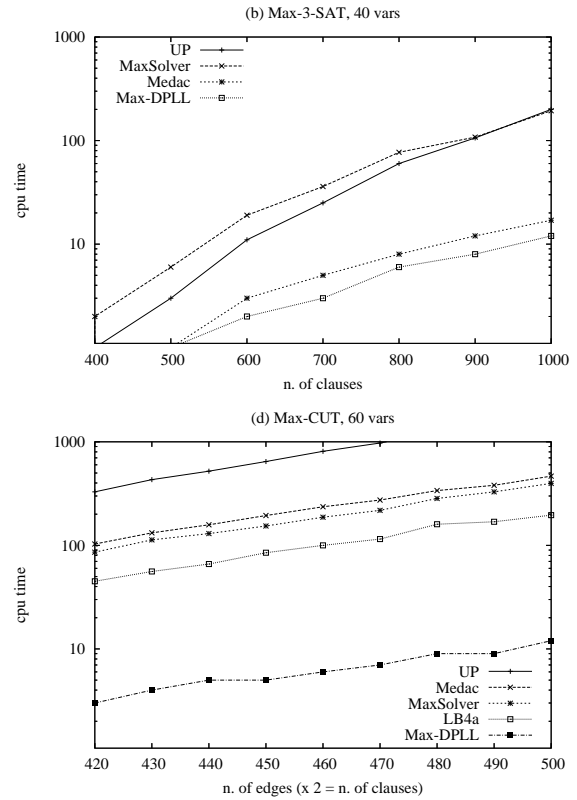 (b) Max-3-SAT, 40 vars
1000
100
10
cpu time
UP
MaxSolver
Medac
Max-DPLL
400 500 600 700 800 900 1000
n. of clauses
(d) Max-CUT, 60 vars
1000
100
10
cpu time
UP
Medac
MaxSolver
LB4a
Max-DPLL
420 430 440 450 460 470 480 490 500
n. of edges (x 2 = n. of clauses)